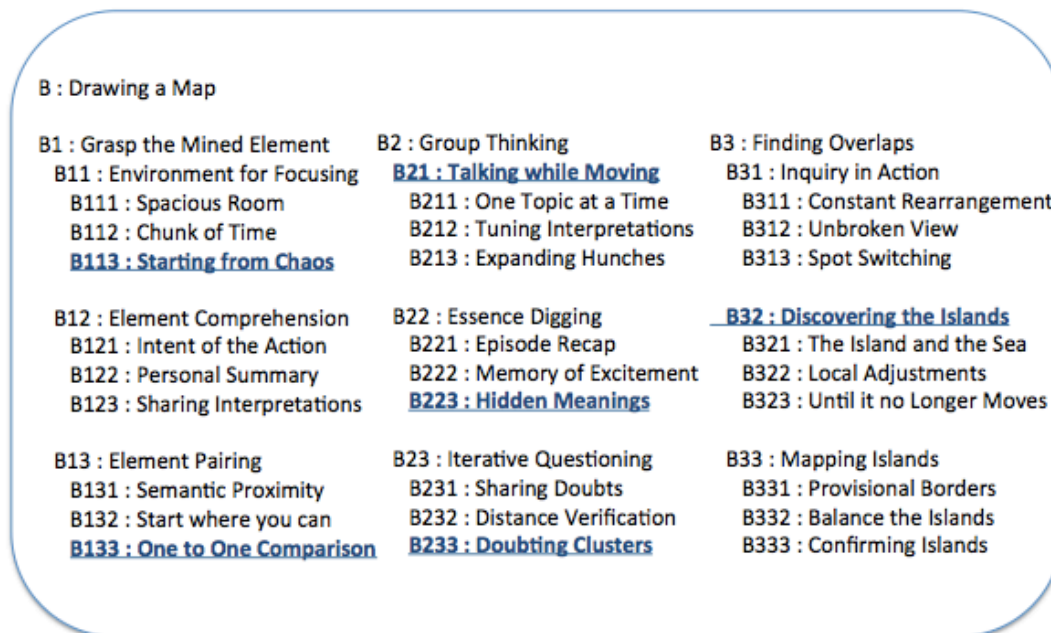 B : Drawing a Map
B1 : Grasp the Mined Element
B11 : Environment for Focusing
B111 : Spacious Room
B112 : Chunk of Time
B113 : Starting from Chaos
B12 : Element Comprehension
B121 : Intent of the Action
B122 : Personal Summary
B123 : Sharing Interpretations
B13 : Element Pairing
B131 : Semantic Proximity
B132 : Start where you can
B133 : One to One Comparison
B2 : Group Thinking
B21 : Talking while Moving
B211 : One Topic at a Time
B212 : Tuning Interpretations
B213 : Expanding Hunches
B22 : Essence Digging
B221 : Episode Recap
B222 : Memory of Excitement
B223 : Hidden Meanings
B23 : Iterative Questioning
B231 : Sharing Doubts
B232 : Distance Verification
B233 : Doubting Clusters
B3 : Finding Overlaps
B31 : Inquiry in Action
B311 : Constant Rearrangement
B312 : Unbroken View
B313 : Spot Switching
B32 : Discovering the Islands
B321 : The Island and the Sea
B322 : Local Adjustments
B323 : Until it no Longer Moves
B33 : Mapping Islands
B331 : Provisional Borders
B332 : Balance the Islands
B333 : Confirming Islands